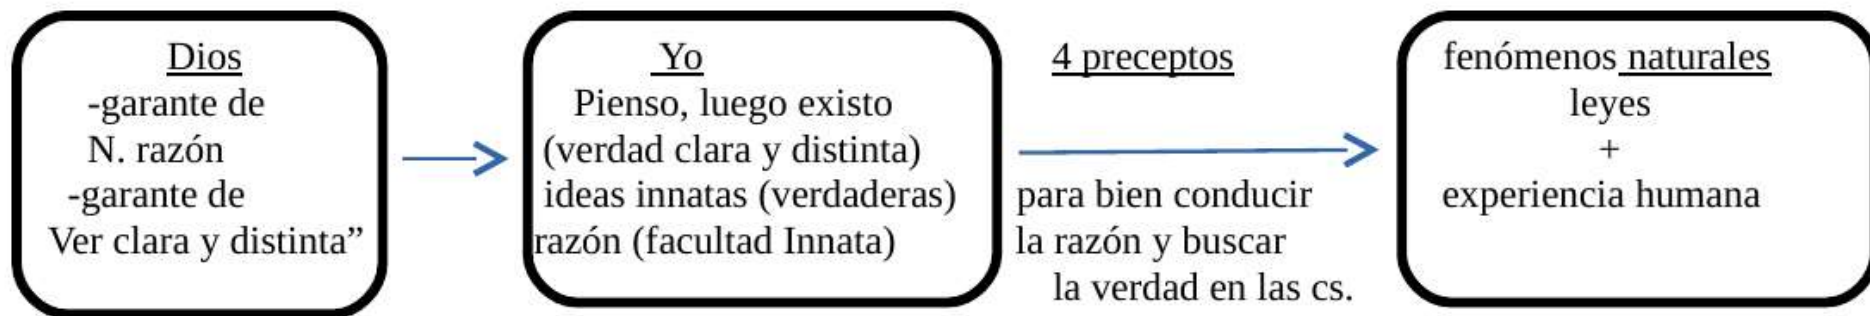 Dios
-garante de
N. razón
-garante de
Ver clara y distinta”
Yo
Pienso, luego existo
(verdad clara y distinta)
ideas innatas (verdaderas)
razón (facultad Innata)
4 preceptos
para bien conducir
la razón y buscar
la verdad en las cs.
fenómenos naturales
leyes
+
experiencia humana